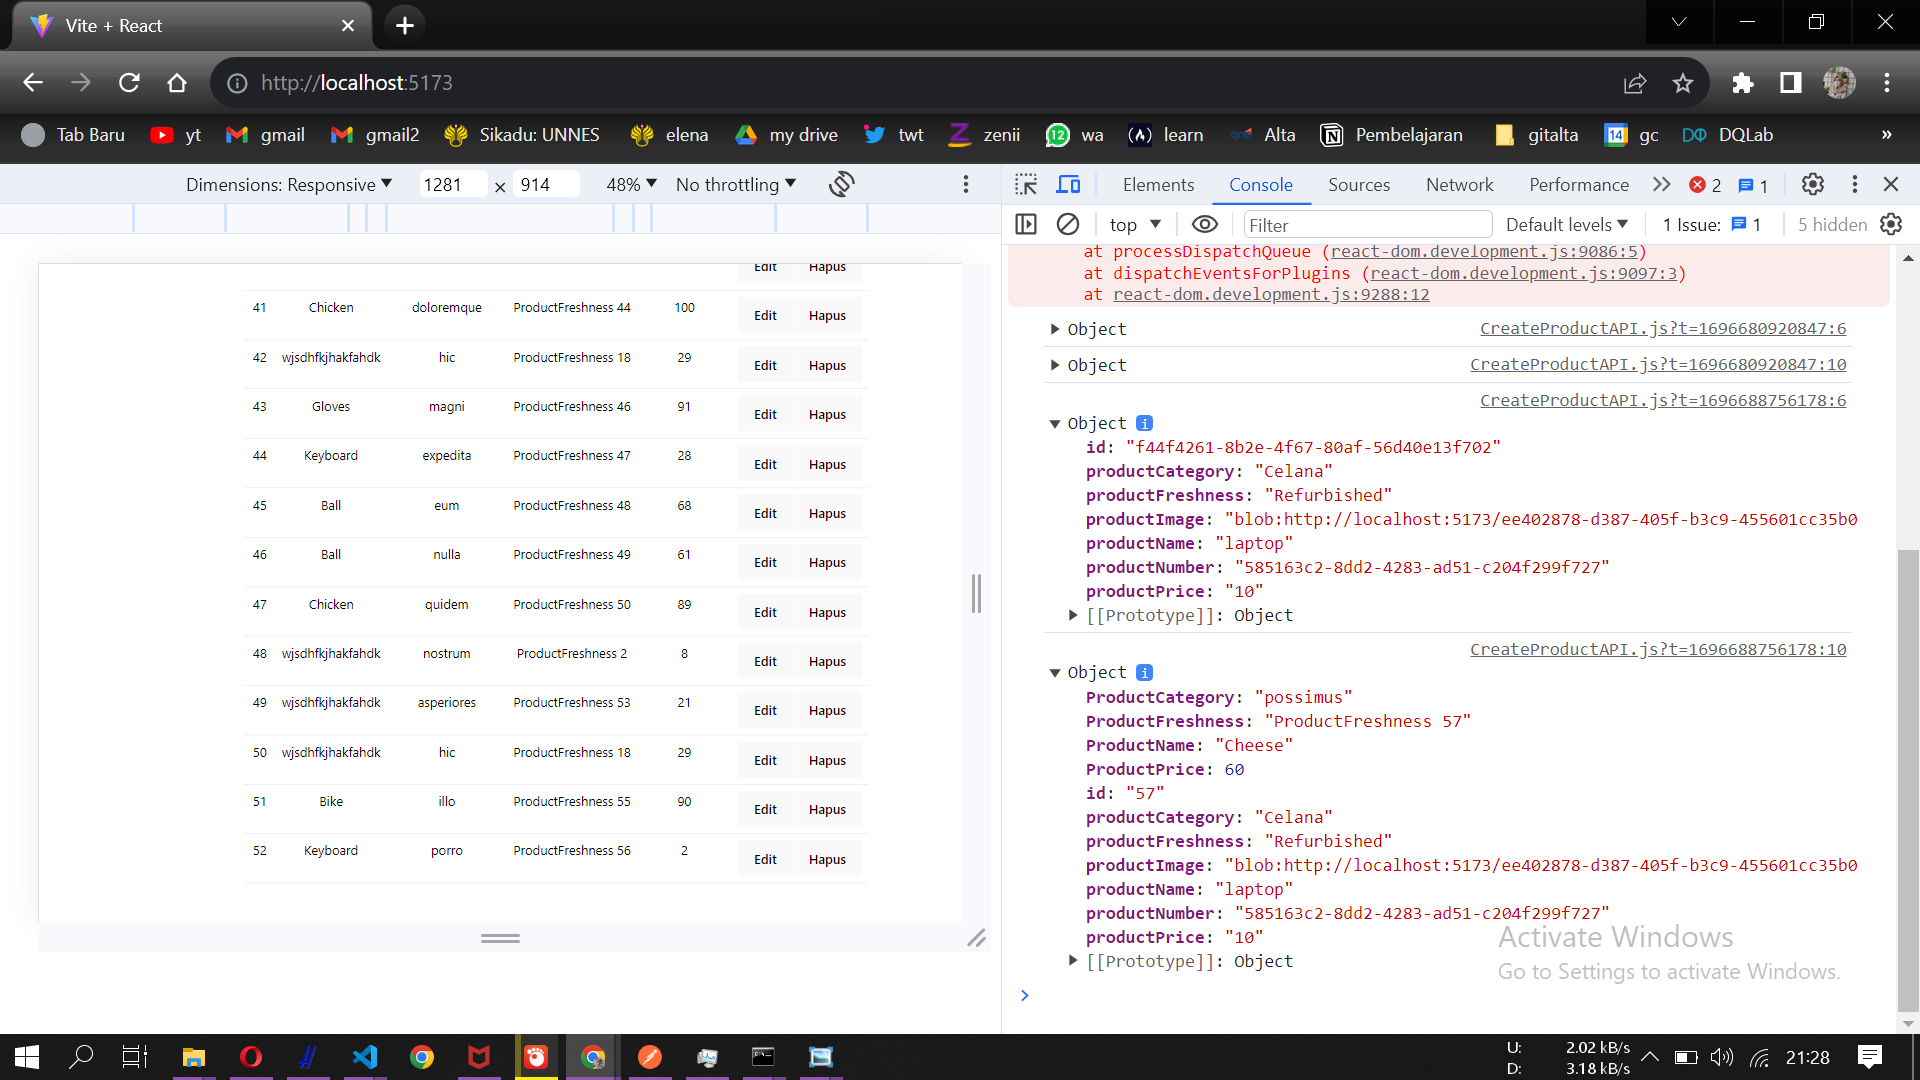 Vite + React
http://localhost:5173
Tab Baru yt gmail gmail2 Sikadu: UNNES elena my drive twt zenii 12 wa learn Alta Pembelajaran gitalta 14 gc DQLab »
Dimensions: Responsive 1281 × 914 48% No throttling
Elements Console Sources Network Performance 2 1
top Filter Default levels 1 Issue: 1 5 hidden
Edit Hapus
41 Chicken doloremque ProductFreshness 44 100 Edit Hapus
42 wjsdhfkjhakfahdk hic ProductFreshness 18 29 Edit Hapus
43 Gloves magni ProductFreshness 46 91 Edit Hapus
44 Keyboard expedita ProductFreshness 47 28 Edit Hapus
45 Ball eum ProductFreshness 48 68 Edit Hapus
46 Ball nulla ProductFreshness 49 61 Edit Hapus
47 Chicken quidem ProductFreshness 50 89 Edit Hapus
48 wjsdhfkjhakfahdk nostrum ProductFreshness 2 8 Edit Hapus
49 wjsdhfkjhakfahdk asperiores ProductFreshness 53 21 Edit Hapus
50 wjsdhfkjhakfahdk hic ProductFreshness 18 29 Edit Hapus
51 Bike illo ProductFreshness 55 90 Edit Hapus
52 Keyboard porro ProductFreshness 56 2 Edit Hapus
at processDispatchQueue (react-dom.development.js:9086:5)
at dispatchEventsForPlugins (react-dom.development.js:9097:3)
at react-dom.development.js:9288:12
Object CreateProductAPI.js?t=1696680920847:6
Object CreateProductAPI.js?t=1696680920847:10
CreateProductAPI.js?t=1696688756178:6
Object i
id: "f44f4261-8b2e-4f67-80af-56d40e13f702"
productCategory: "Celana"
productFreshness: "Refurbished"
productImage: "blob:http://localhost:5173/ee402878-d387-405f-b3c9-455601cc35b0
productName: "laptop"
productNumber: "585163c2-8dd2-4283-ad51-c204f299f727"
productPrice: "10"
[[Prototype]]: Object
CreateProductAPI.js?t=1696688756178:10
Object i
ProductCategory: "possimus"
ProductFreshness: "ProductFreshness 57"
ProductName: "Cheese"
ProductPrice: 60
id: "57"
productCategory: "Celana"
productFreshness: "Refurbished"
productImage: "blob:http://localhost:5173/ee402878-d387-405f-b3c9-455601cc35b0
productName: "laptop"
productNumber: "585163c2-8dd2-4283-ad51-c204f299f727"
productPrice: "10"
[[Prototype]]: Object
Activate Windows
Go to Settings to activate Windows.
U: 2.02 kB/s
D: 3.18 kB/s
21:28